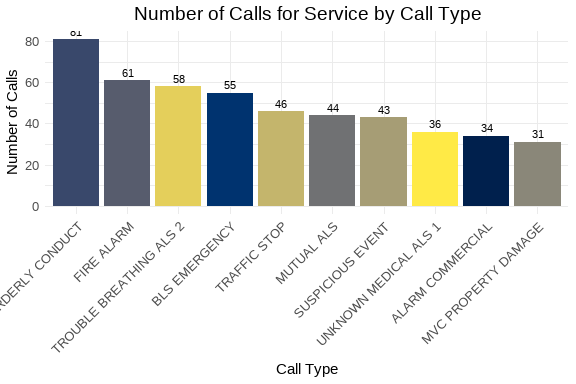 Number of Calls for Service by Call Type
Number of Calls
80
60
40
20
0
81
61
58
55
46
44
43
36
34
31
RDERLY CONDUCT
FIRE ALARM
TROUBLE BREATHING ALS 2
BLS EMERGENCY
TRAFFIC STOP
MUTUAL ALS
SUSPICIOUS EVENT
UNKNOWN MEDICAL ALS 1
ALARM COMMERCIAL
MVC PROPERTY DAMAGE
Call Type